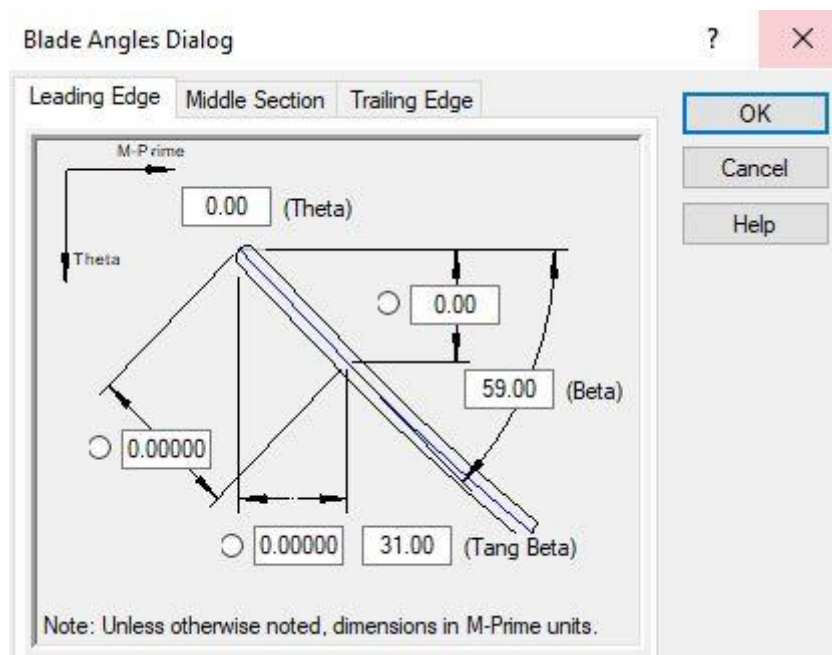 Blade Angles Dialog ?
Leading Edge Middle Section Trailing Edge
OK
Cancel
Help
M-Prime
Theta
0.00 (Theta)
0.00
59.00 (Beta)
0.00000
0.00000 31.00 (Tang Beta)
Note: Unless otherwise noted, dimensions in M-Prime units.